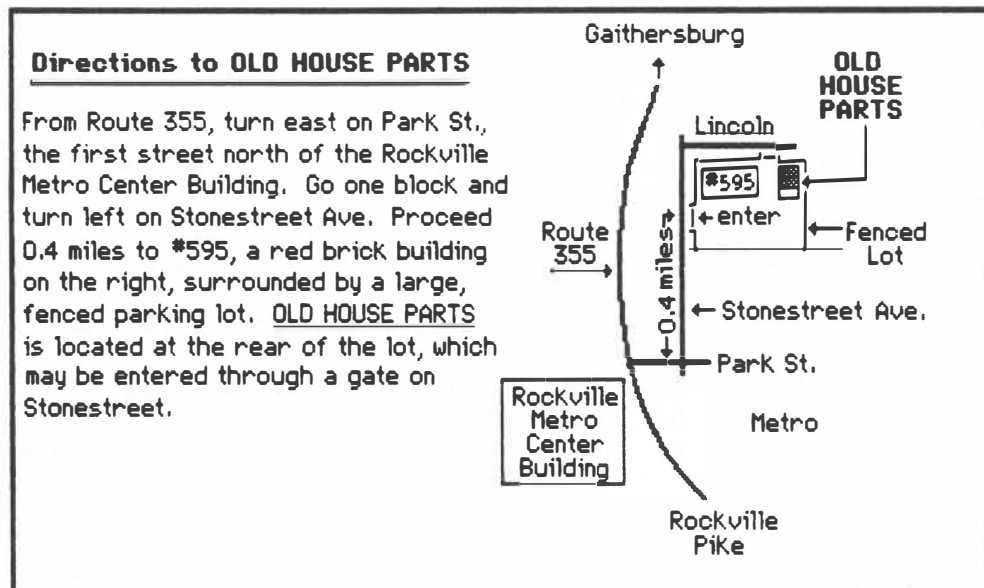 Directions to OLD HOUSE PARTS
From Route 355, turn east on Park St.,
the first street north of the Rockville
Metro Center Building. Go one block and
turn left on Stonestreet Ave. Proceed
0.4 miles to #595, a red brick building
on the right, surrounded by a large,
fenced parking lot. OLD HOUSE PARTS
is located at the rear of the lot, which
may be entered through a gate on
Stonestreet.
Gaithersburg
OLD
HOUSE
PARTS
Lincoln
#595
enter
Route
355
0.4 miles
Fenced
Lot
Stonestreet Ave.
Park St.
Rockville
Metro
Center
Building
Metro
Rockville
Pike